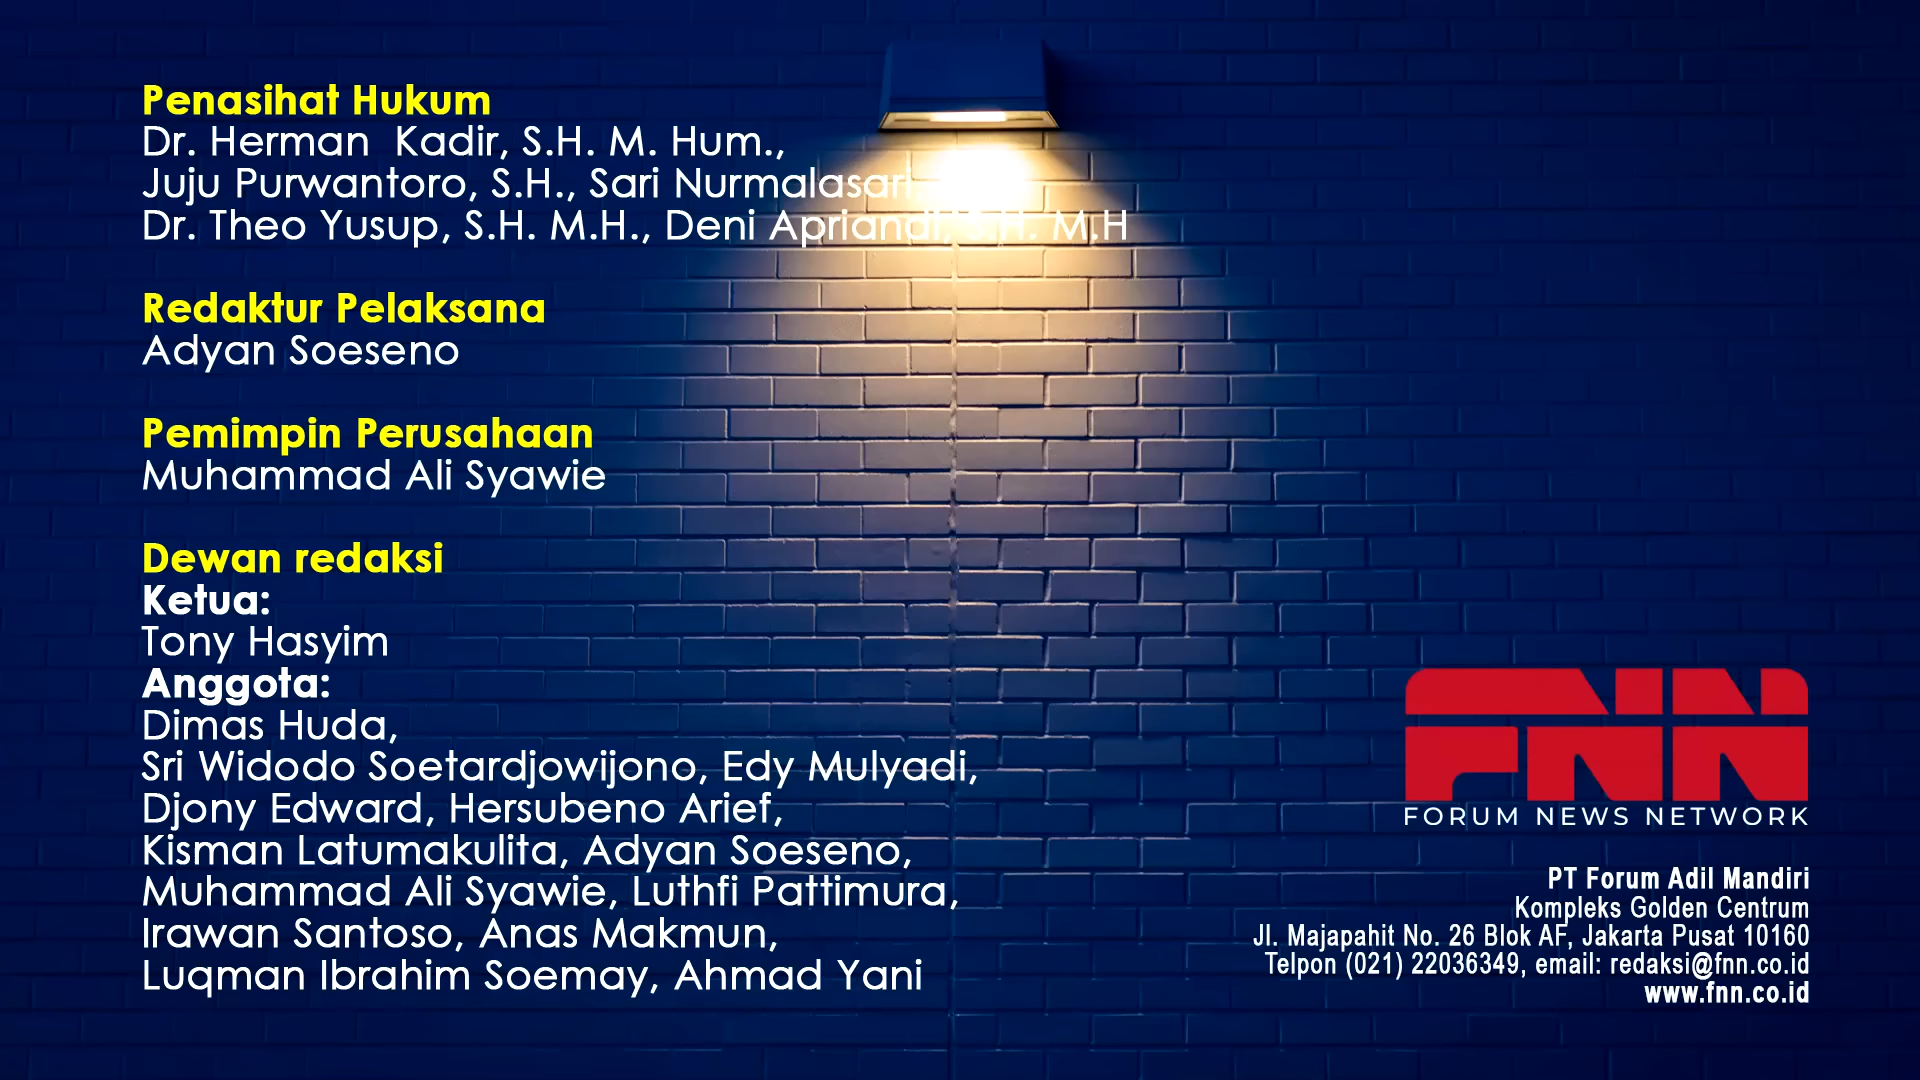 Penasihat Hukum
Dr. Herman  Kadir, S.H. M. Hum.,
Juju Purwantoro, S.H., Sari Nurmalasari,
Dr. Theo Yusup, S.H. M.H., Deni Apriandi, S.H. M.H
Redaktur Pelaksana
Adyan Soeseno
Pemimpin Perusahaan
Muhammad Ali Syawie
Dewan redaksi
Ketua:
Tony Hasyim
Anggota:
Dimas Huda,
Sri Widodo Soetardjowijono, Edy Mulyadi,
Djony Edward, Hersubeno Arief,
Kisman Latumakulita, Adyan Soeseno,
Muhammad Ali Syawie, Luthfi Pattimura,
Irawan Santoso, Anas Makmun,
Luqman Ibrahim Soemay, Ahmad Yani
FNN
FORUM NEWS NETWORK
PT Forum Adil Mandiri
Kompleks Golden Centrum
Jl. Majapahit No. 26 Blok AF, Jakarta Pusat 10160
Telpon (021) 22036349, email: redaksi@fnn.co.id
www.fnn.co.id